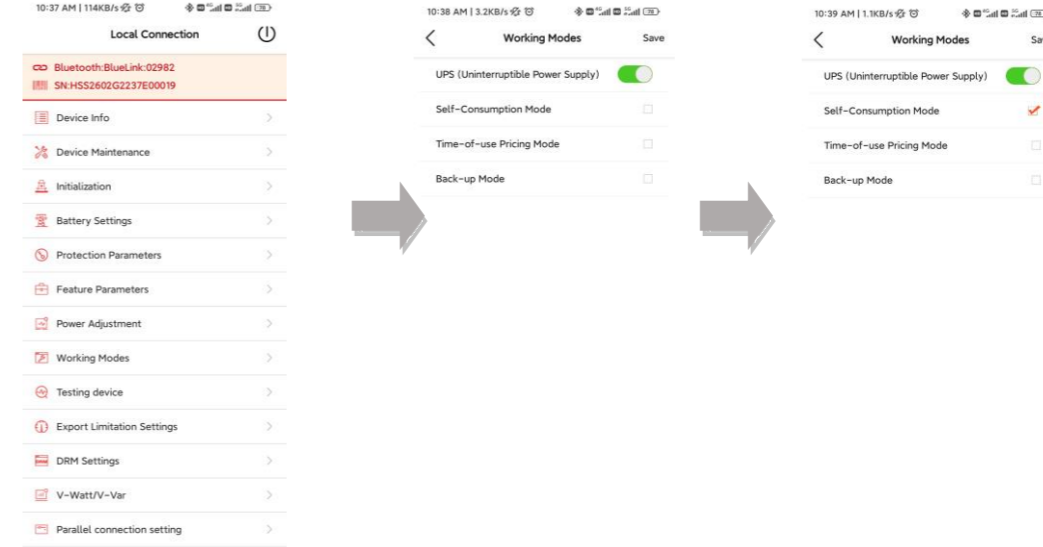 10:37 AM | 114KB/s
Local Connection
Bluetooth:BlueLink:02982
SN:HSS2602G2237E00019
Device Info
Device Maintenance
Initialization
Battery Settings
Protection Parameters
Feature Parameters
Power Adjustment
Working Modes
Testing device
Export Limitation Settings
DRM Settings
V-Watt/V-Var
Parallel connection setting
10:38 AM | 3.2KB/s
Working Modes Save
UPS (Uninterruptible Power Supply)
Self-Consumption Mode
Time-of-use Pricing Mode
Back-up Mode
10:39 AM | 1.1KB/s
Working Modes
UPS (Uninterruptible Power Supply)
Self-Consumption Mode
Time-of-use Pricing Mode
Back-up Mode